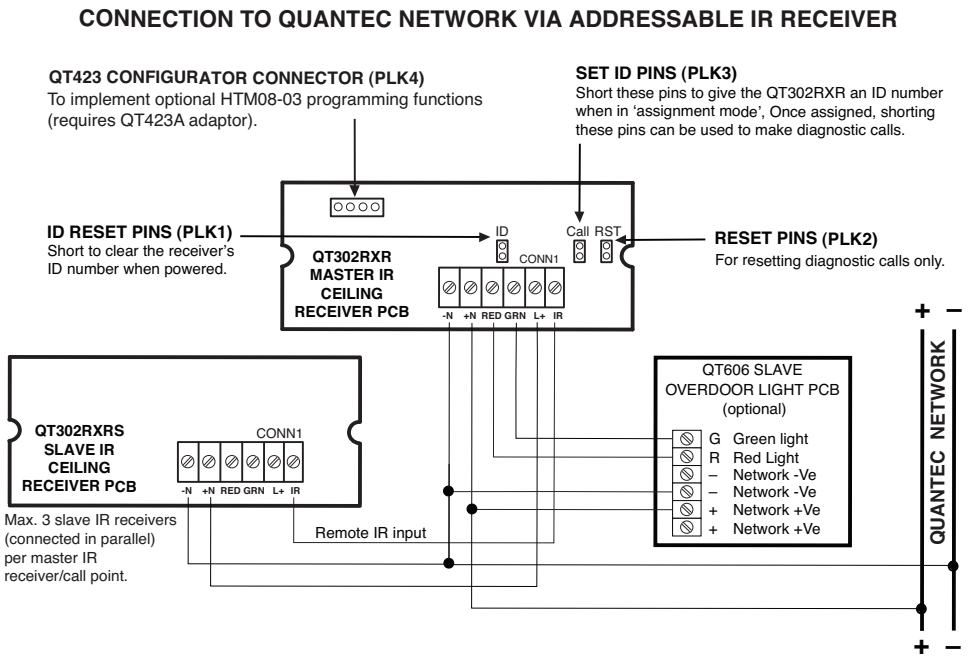 CONNECTION TO QUANTEC NETWORK VIA ADDRESSABLE IR RECEIVER
QT423 CONFIGURATOR CONNECTOR (PLK4)
To implement optional HTM08-03 programming functions
(requires QT423A adaptor).
SET ID PINS (PLK3)
Short these pins to give the QT302RXR an ID number
when in 'assignment mode', Once assigned, shorting
these pins can be used to make diagnostic calls.
ID RESET PINS (PLK1)
Short to clear the receiver's
ID number when powered.
QT302RXR
MASTER IR
CEILING
RECEIVER PCB
ID
Call RST
CONN1
-N +N RED GRN L+ IR
RESET PINS (PLK2)
For resetting diagnostic calls only.
QT302RXRS
SLAVE IR
CEILING
RECEIVER PCB
CONN1
-N +N RED GRN L+ IR
Max. 3 slave IR receivers
(connected in parallel)
per master IR
receiver/call point.
Remote IR input
QT606 SLAVE
OVERDOOR LIGHT PCB
(optional)
G Green light
R Red Light
– Network -Ve
– Network -Ve
+ Network +Ve
+ Network +Ve
+ –
QUANTEC NETWORK
+ –